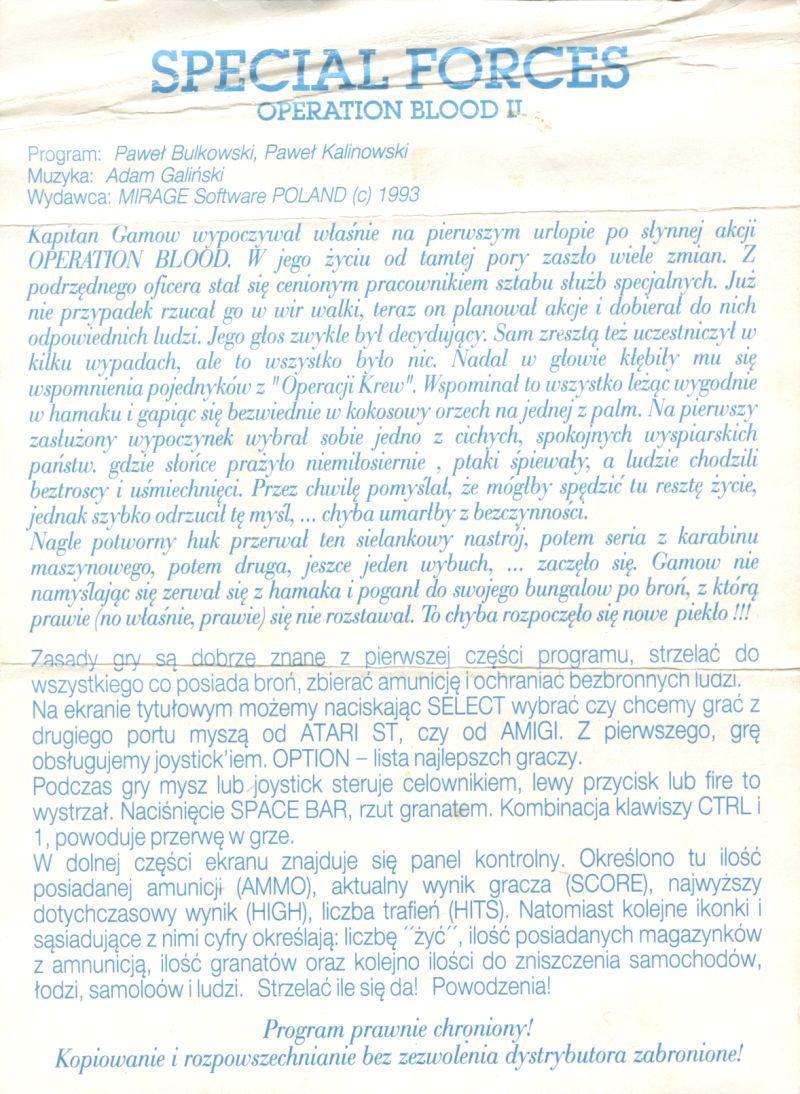 SPECIAL FORCES
OPERATION BLOOD II
Program: Paweł Bulkowski, Paweł Kalinowski
Muzyka: Adam Galiński
Wydawca: MIRAGE Software POLAND (c) 1993
Kapitan Gamow wypoczywał właśnie na pierwszym urlopie po słynnej akcji
OPERATION BLOOD. W jego życiu od tamtej pory zaszło wiele zmian. Z
podrzędnego oficera stał się cenionym pracownikiem sztabu służb specjalnych. Już
nie przypadek rzucał go w wir walki, teraz on planował akcje i dobierał do nich
odpowiednich ludzi. Jego głos zwykle był decydujący. Sam zresztą też uczestniczył w
kilku wypadach, ale to wszystko było nic. Nadal w głowie kłębiły mu się
wspomnienia pojednyków z "Operacji Krew". Wspominał to wszystko leżąc wygodnie
w hamaku i gapiąc się bezwiednie w kokosowy orzech na jednej z palm. Na pierwszy
zasłużony wypoczynek wybrał sobie jedno z cichych, spokojnych wyspiarskich
państw. gdzie słońce prażyło niemiłosiernie , ptaki śpiewały, a ludzie chodzili
beztroscy i uśmiechnięci. Przez chwilę pomyślał, że mógłby spędzić tu resztę życie,
jednak szybko odrzucił tę myśl, ... chyba umarłby z bezczynności.
Nagle potworny huk przerwał ten sielankowy nastrój, potem seria z karabinu
maszynowego, potem druga, jeszce jeden wybuch, ... zaczęło się. Gamow nie
namyślając się zerwał się z hamaka i poganł do swojego bungalow po broń, z którą
prawie (no właśnie, prawie) się nie rozstawał. To chyba rozpoczęło się nowe piekło !!!
Zasady gry są dobrze znane z pierwszej części programu, strzelać do
wszystkiego co posiada broń, zbierać amunicję i ochraniać bezbronnych ludzi.
Na ekranie tytułowym możemy naciskając SELECT wybrać czy chcemy grać z
drugiego portu myszą od ATARI ST, czy od AMIGI. Z pierwszego, grę
obsługujemy joystick'iem. OPTION – lista najlepszch graczy.
Podczas gry mysz lub joystick steruje celownikiem, lewy przycisk lub fire to
wystrzał. Naciśnięcie SPACE BAR, rzut granatem. Kombinacja klawiszy CTRL i
1, powoduje przerwę w grze.
W dolnej części ekranu znajduje się panel kontrolny. Określono tu ilość
posiadanej amunicji (AMMO), aktualny wynik gracza (SCORE), najwyższy
dotychczasowy wynik (HIGH), liczba trafień (HITS). Natomiast kolejne ikonki i
sąsiadujące z nimi cyfry określają: liczbę ˝żyć˝, ilość posiadanych magazynków
z amnunicją, ilość granatów oraz kolejno ilości do zniszczenia samochodów,
łodzi, samoloów i ludzi. Strzelać ile się da! Powodzenia!
Program prawnie chroniony!
Kopiowanie i rozpowszechnianie bez zezwolenia dystrybutora zabronione!